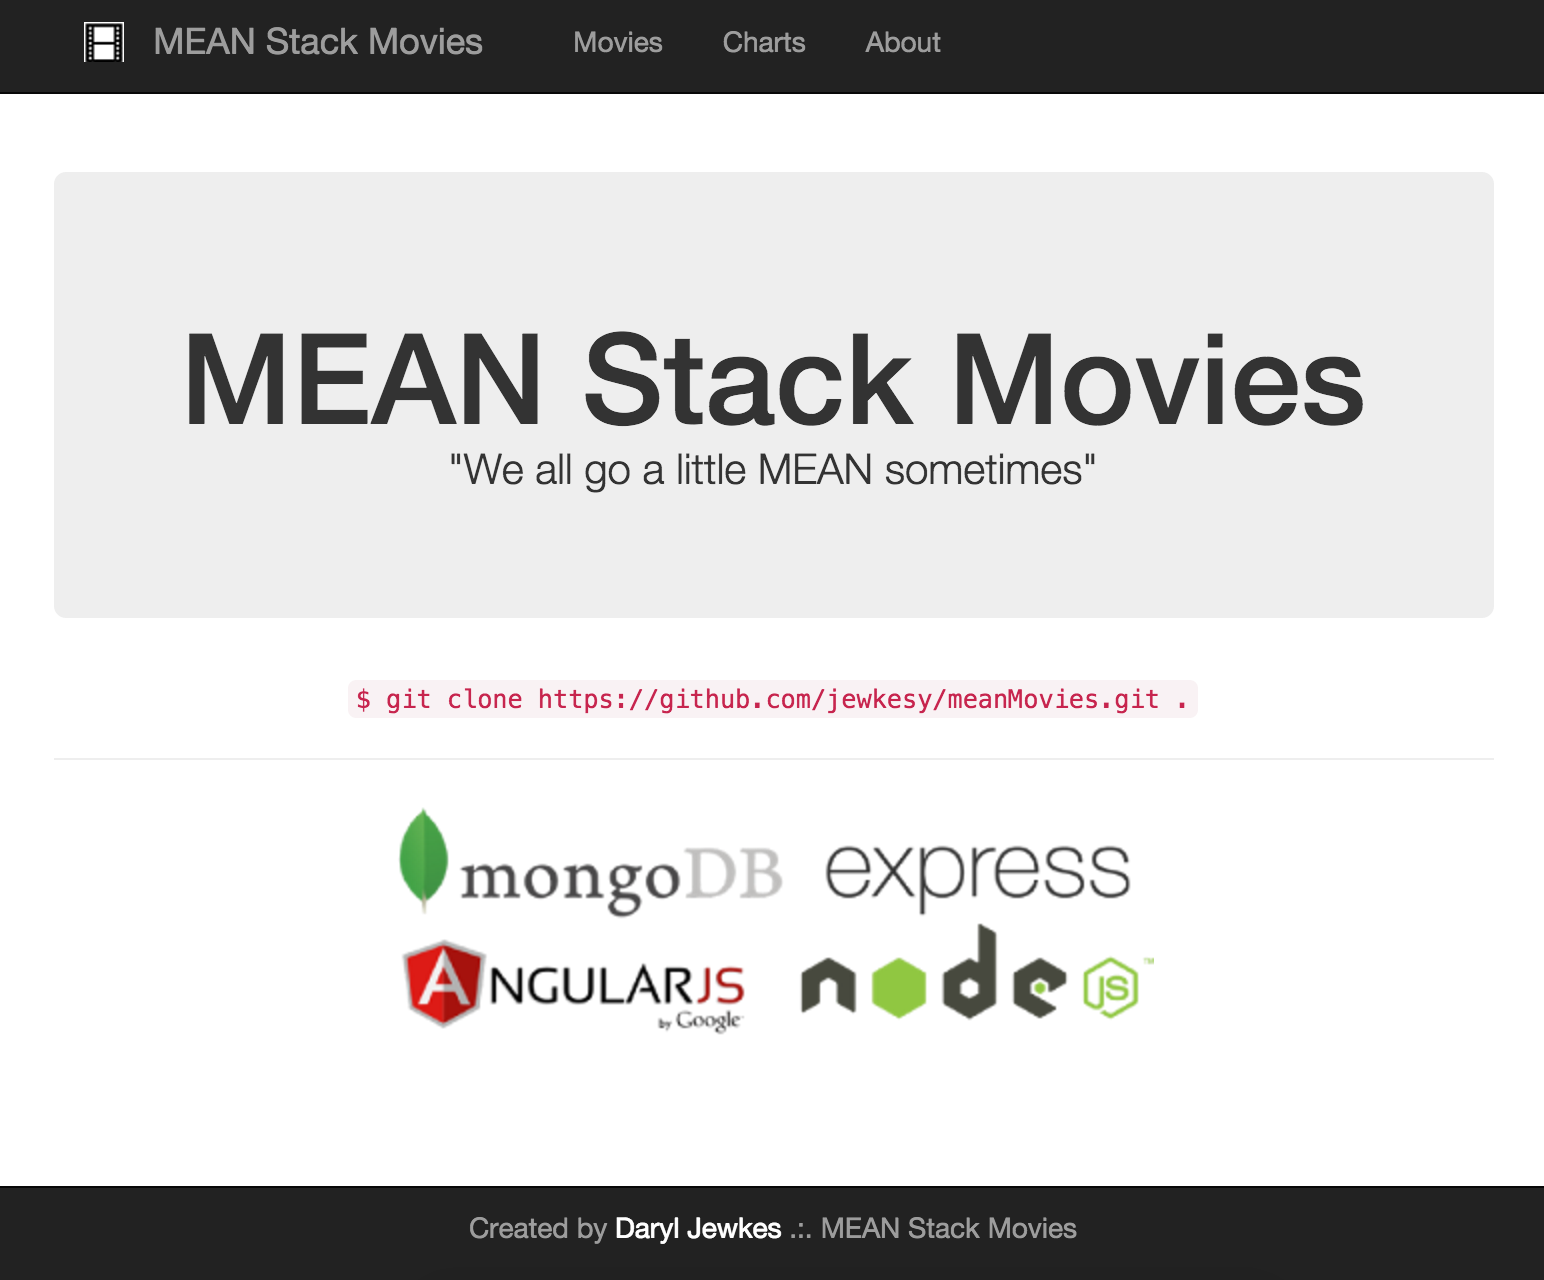 MEAN Stack Movies Movies Charts About
MEAN Stack Movies
"We all go a little MEAN sometimes"
$ git clone https://github.com/jewkesy/meanMovies.git .
mongoDB express
ANGULARJS node JS™
by Google
Created by Daryl Jewkes .:. MEAN Stack Movies